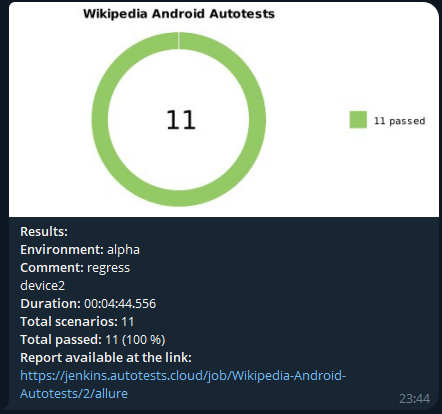 Wikipedia Android Autotests
11
11 passed
Results:
Environment: alpha
Comment: regress
device2
Duration: 00:04:44.556
Total scenarios: 11
Total passed: 11 (100 %)
Report available at the link:
https://jenkins.autotests.cloud/job/Wikipedia-Android-
Autotests/2/allure
23:44